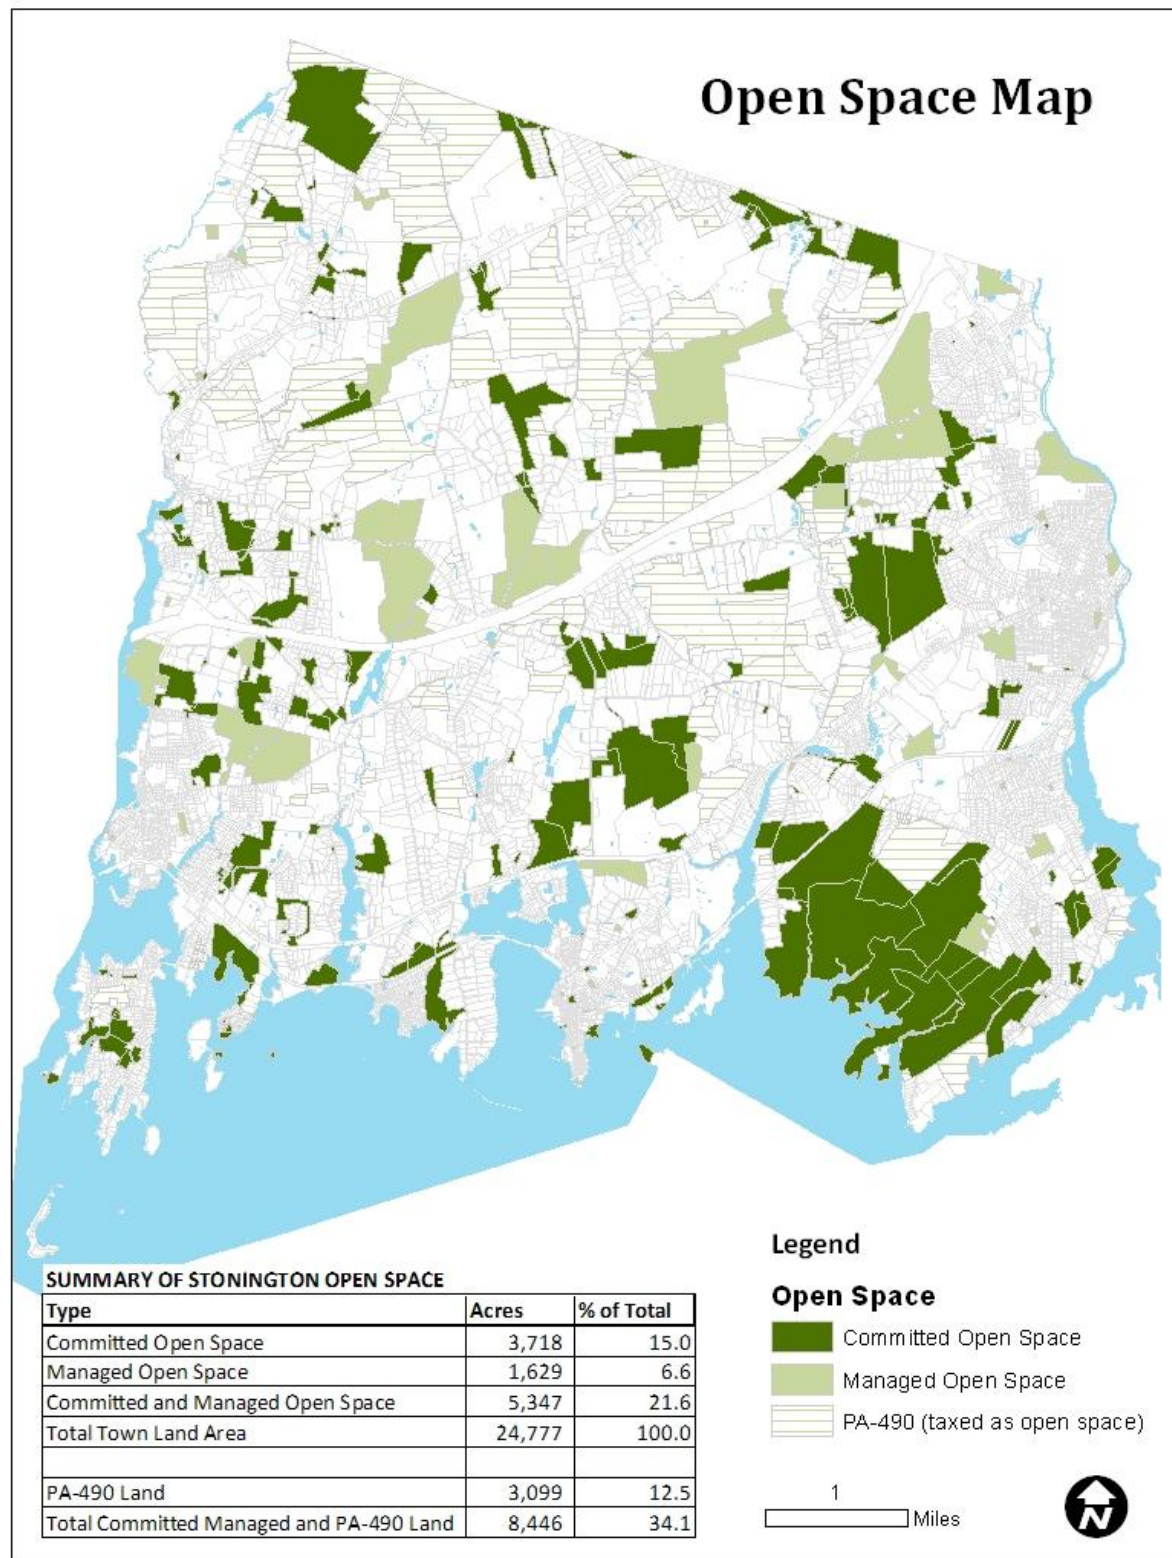 Open Space Map
SUMMARY OF STONINGTON OPEN SPACE
Type Acres % of Total
Committed Open Space 3,718 15.0
Managed Open Space 1,629 6.6
Committed and Managed Open Space 5,347 21.6
Total Town Land Area 24,777 100.0
PA-490 Land 3,099 12.5
Total Committed Managed and PA-490 Land 8,446 34.1
Legend
Open Space
Committed Open Space
Managed Open Space
PA-490 (taxed as open space)
1
Miles
N